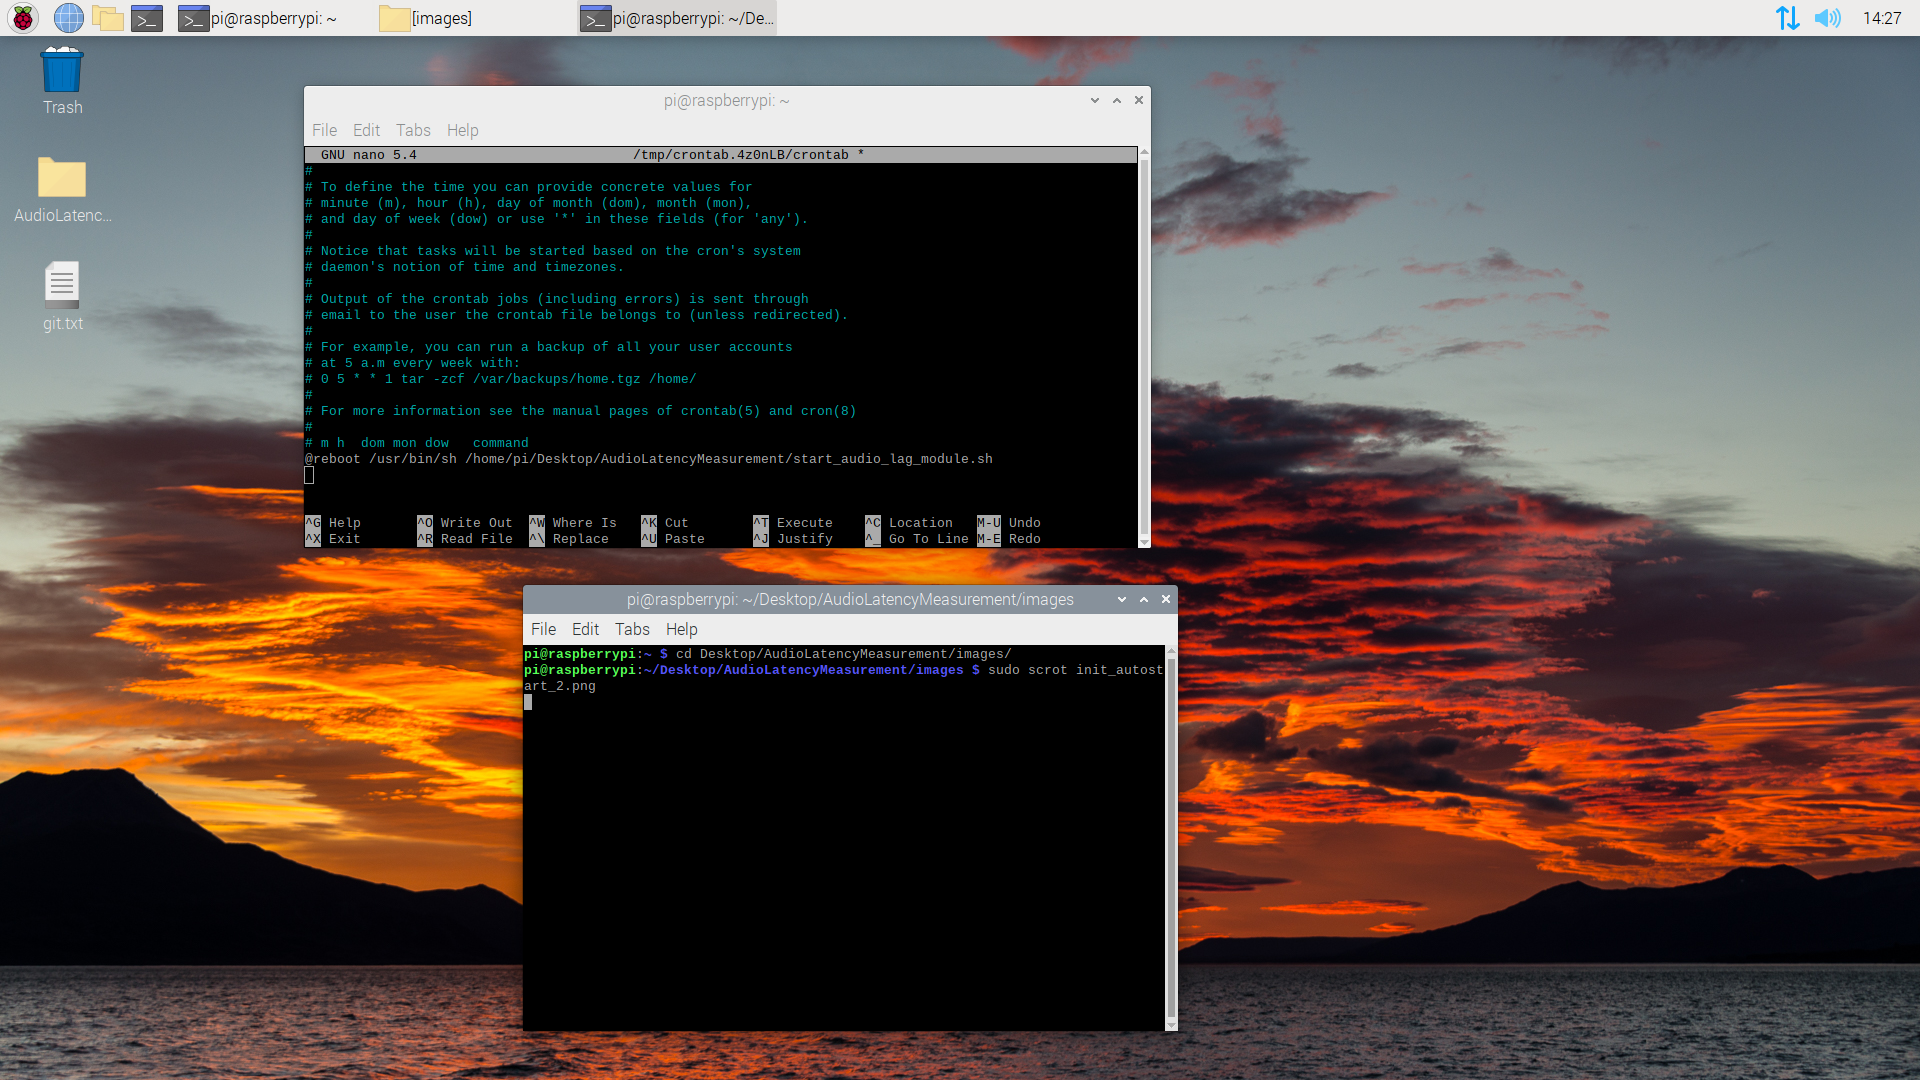 pi@raspberrypi: ~
[images]
pi@raspberrypi: ~/De...
14:27
Trash
AudioLatenc...
git.txt
pi@raspberrypi: ~
File Edit Tabs Help
GNU nano 5.4 /tmp/crontab.4z0nLB/crontab *
#
# To define the time you can provide concrete values for
# minute (m), hour (h), day of month (dom), month (mon),
# and day of week (dow) or use '*' in these fields (for 'any').
#
# Notice that tasks will be started based on the cron's system
# daemon's notion of time and timezones.
#
# Output of the crontab jobs (including errors) is sent through
# email to the user the crontab file belongs to (unless redirected).
#
# For example, you can run a backup of all your user accounts
# at 5 a.m every week with:
# 0 5 * * 1 tar -zcf /var/backups/home.tgz /home/
#
# For more information see the manual pages of crontab(5) and cron(8)
#
# m h  dom mon dow   command
@reboot /usr/bin/sh /home/pi/Desktop/AudioLatencyMeasurement/start_audio_lag_module.sh
^G Help ^O Write Out ^W Where Is ^K Cut ^T Execute ^C Location M-U Undo
^X Exit ^R Read File ^\ Replace ^U Paste ^J Justify ^_ Go To Line M-E Redo
pi@raspberrypi: ~/Desktop/AudioLatencyMeasurement/images
File Edit Tabs Help
pi@raspberrypi:~ $ cd Desktop/AudioLatencyMeasurement/images/
pi@raspberrypi:~/Desktop/AudioLatencyMeasurement/images $ sudo scrot init_autost
art_2.png